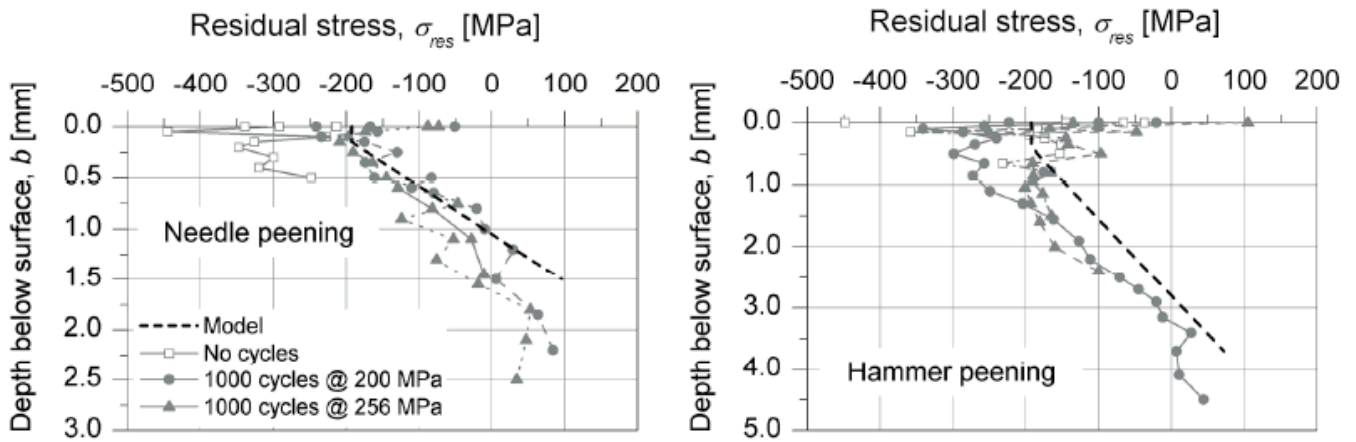 Residual stress, σres [MPa]
-500 -400 -300 -200 -100 0 100 200
Depth below surface, b [mm]
0.0
0.5
1.0
1.5
2.0
2.5
3.0
Needle peening
Model
No cycles
1000 cycles @ 200 MPa
1000 cycles @ 256 MPa
Residual stress, σres [MPa]
-500 -400 -300 -200 -100 0 100 200
Depth below surface, b [mm]
0.0
1.0
2.0
3.0
4.0
5.0
Hammer peening